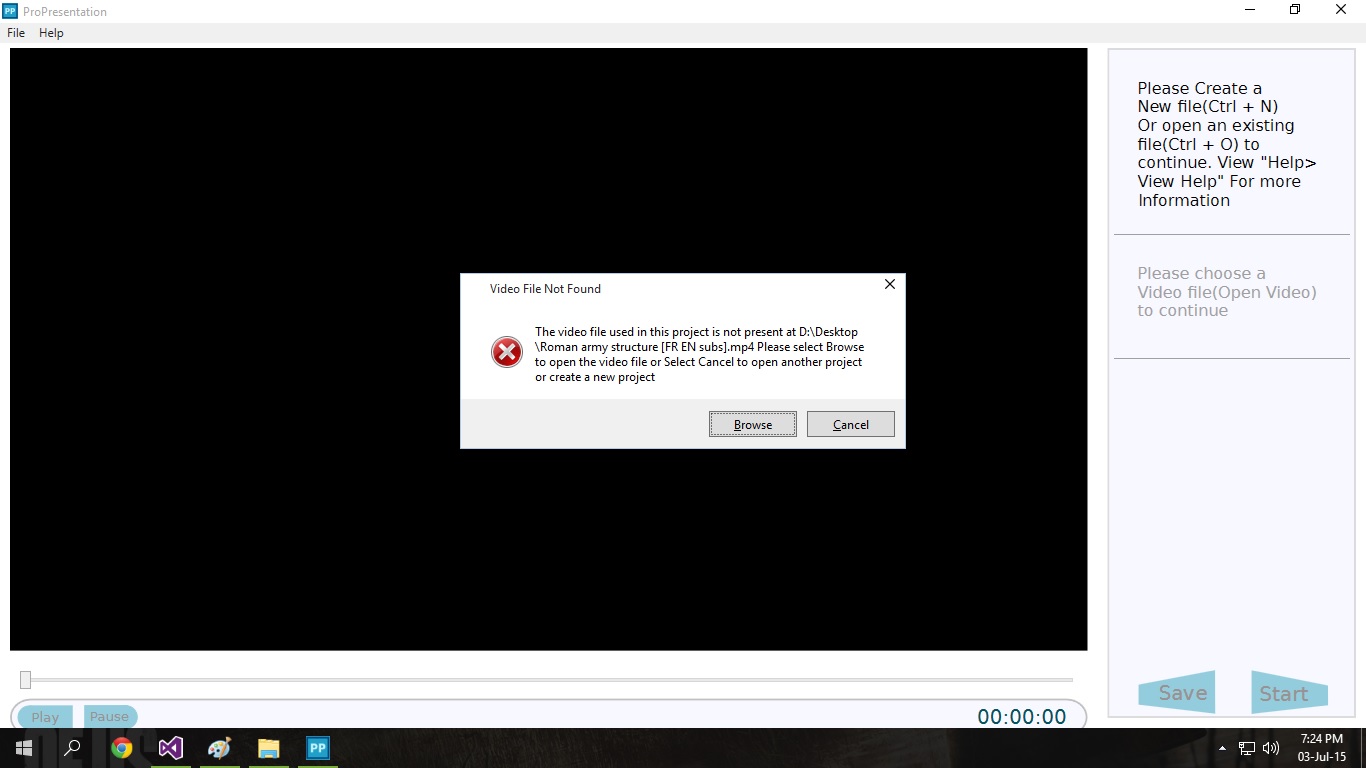 PP ProPresentation
File Help
Please Create a
New file(Ctrl + N)
Or open an existing
file(Ctrl + O) to
continue. View "Help>
View Help" For more
Information
Please choose a
Video file(Open Video)
to continue
Video File Not Found
The video file used in this project is not present at D:\Desktop
\Roman army structure [FR EN subs].mp4 Please select Browse
to open the video file or Select Cancel to open another project
or create a new project
Browse Cancel
Save Start
Play Pause 00:00:00
PP
7:24 PM
03-Jul-15